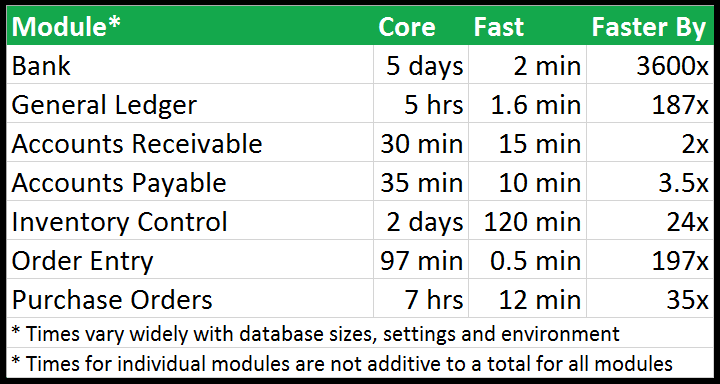 Module* Core Fast Faster By
Bank 5 days 2 min 3600x
General Ledger 5 hrs 1.6 min 187x
Accounts Receivable 30 min 15 min 2x
Accounts Payable 35 min 10 min 3.5x
Inventory Control 2 days 120 min 24x
Order Entry 97 min 0.5 min 197x
Purchase Orders 7 hrs 12 min 35x
* Times vary widely with database sizes, settings and environment
* Times for individual modules are not additive to a total for all modules